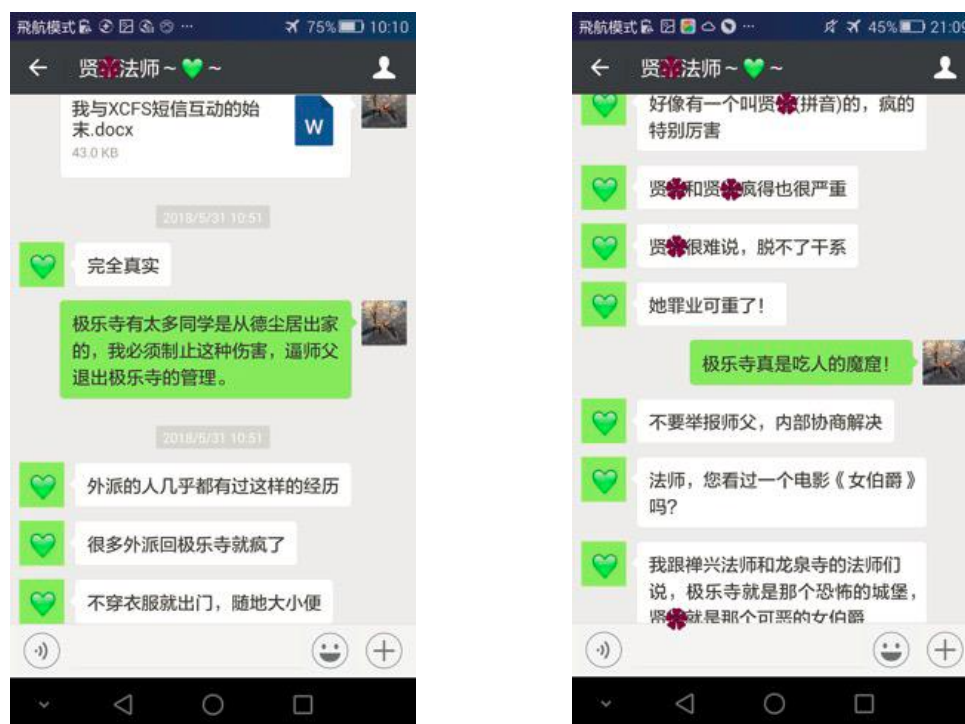 飛航模式
75%
10:10
贤法师～💚～
我与XCFS短信互动的始
末.docx
43.0 KB
W
2018/5/31 10:51
完全真实
极乐寺有太多同学是从德尘居出家
的，我必须制止这种伤害，逼师父
退出极乐寺的管理。
2018/5/31 10:51
外派的人几乎都有过这样的经历
很多外派回极乐寺就疯了
不穿衣服就出门，随地大小便
飛航模式
45%
21:09
贤法师～💚～
好像有一个叫贤(拼音)的，疯的
特别厉害
贤和贤疯得也很严重
贤很难说，脱不了干系
她罪业可重了！
极乐寺真是吃人的魔窟！
不要举报师父，内部协商解决
法师，您看过一个电影《女伯爵》
吗？
我跟禅兴法师和龙泉寺的法师们
说，极乐寺就是那个恐怖的城堡，
贤就是那个可恶的女伯爵